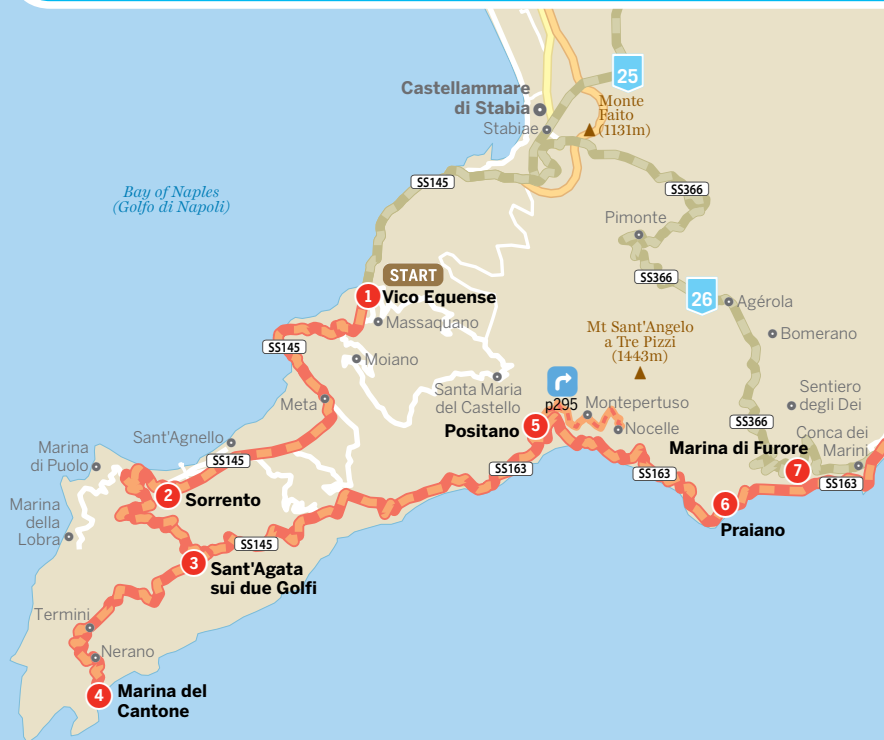 25
Castellammare
di Stabia
Monte
Faito
(1131m)
Stabiae
SS145
SS366
Bay of Naples
(Golfo di Napoli)
Pimonte
START
SS366
26
Agérola
1
Vico Equense
Massaquano
Mt Sant'Angelo
a Tre Pizzi
(1443m)
Bomerano
SS145
Moiano
Santa Maria
del Castello
p295
Sentiero
degli Dei
Meta
Montepertuso
SS366
5
Positano
Nocelle
Conca dei
Marini
Sant'Agnello
Marina di Furore
7
Marina
di Puolo
SS145
SS163
SS163
SS163
2
Sorrento
6
Praiano
Marina
della
Lobra
SS145
3
Sant'Agata
sui due Golfi
Termini
Nerano
4
Marina del
Cantone